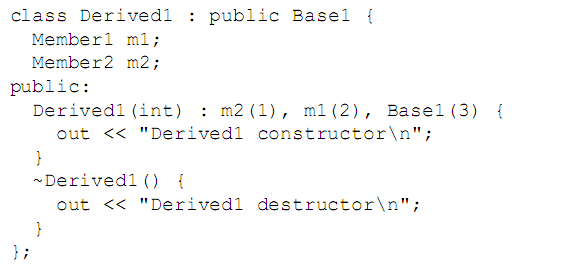 class Derived1 : public Base1 {
  Member1 m1;
  Member2 m2;
public:
  Derived1(int) : m2(1), m1(2), Base1(3) {
    out << "Derived1 constructor\n";
  }
  ~Derived1() {
    out << "Derived1 destructor\n";
  }
};